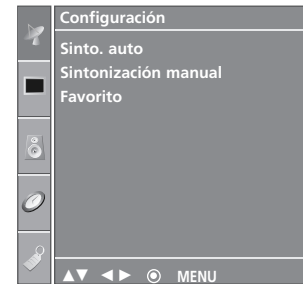 Configuración
Sinto. auto
Sintonización manual
Favorito
▲▼ ◄► ◉ MENU